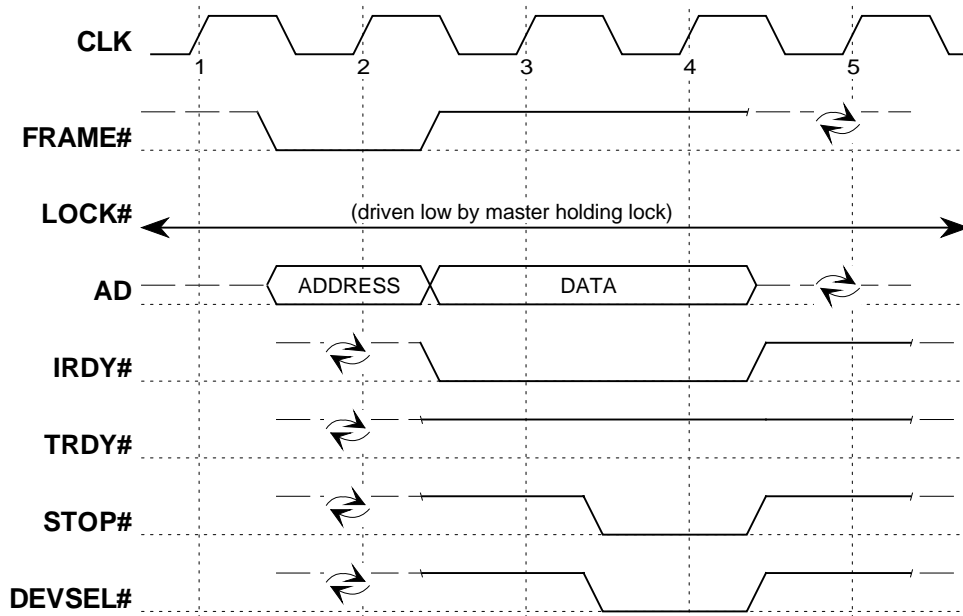 CLK
1 2 3 4 5
FRAME#
LOCK#
(driven low by master holding lock)
AD
ADDRESS
DATA
IRDY#
TRDY#
STOP#
DEVSEL#